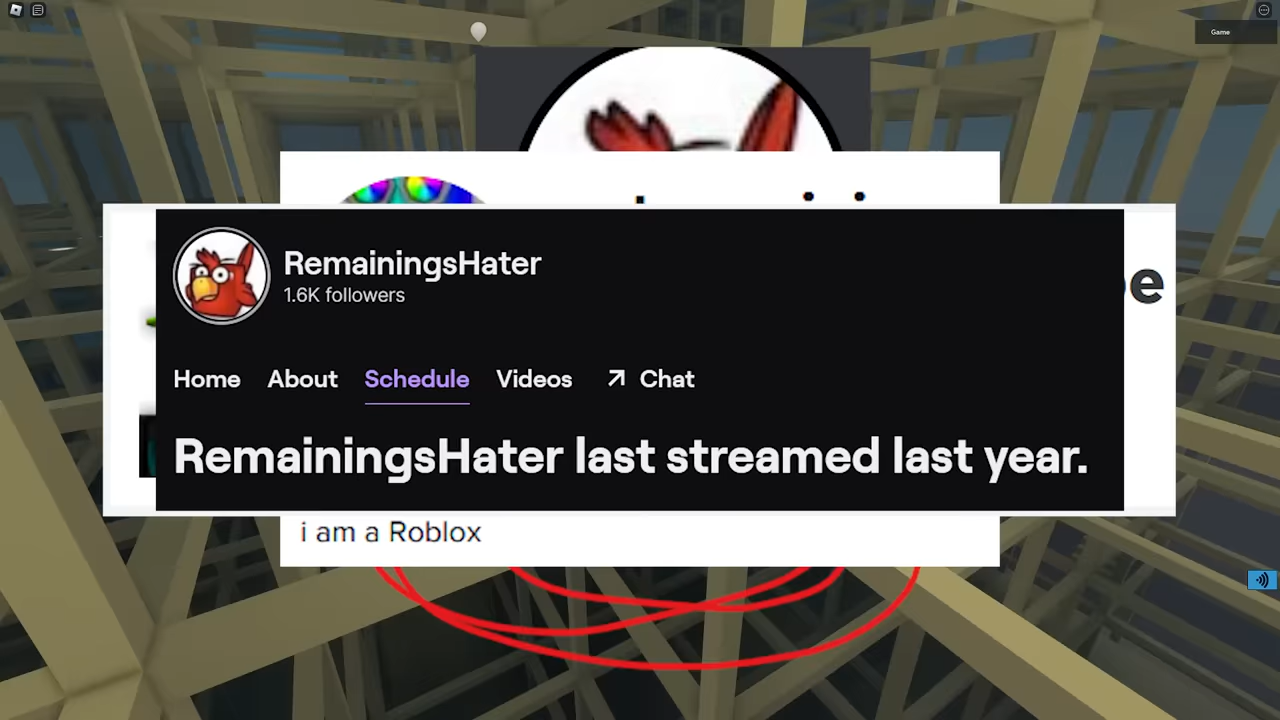 Game
RemainingsHater
1.6K followers
Home About Schedule Videos Chat
RemainingsHater last streamed last year.
i am a Roblox